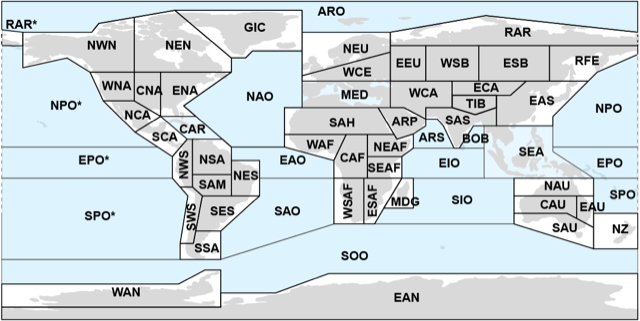 ARO
RAR*
GIC
RAR
NWN
NEN
NEU
WCE
EEU
WSB
ESB
RFE
WNA
CNA
ENA
NAO
MED
WCA
ECA
TIB
EAS
NPO*
NPO
NCA
SCA
CAR
SAH
ARP
SAS
ARS
BOB
WAF
CAF
NEAF
SEA
EPO*
NWS
NSA
EAO
SEAF
EIO
EPO
SAM
NES
NAU
SPO
SPO*
SWS
SES
SAO
WSAF
ESAF
MDG
SIO
CAU
EAU
SAU
NZ
SSA
SOO
WAN
EAN